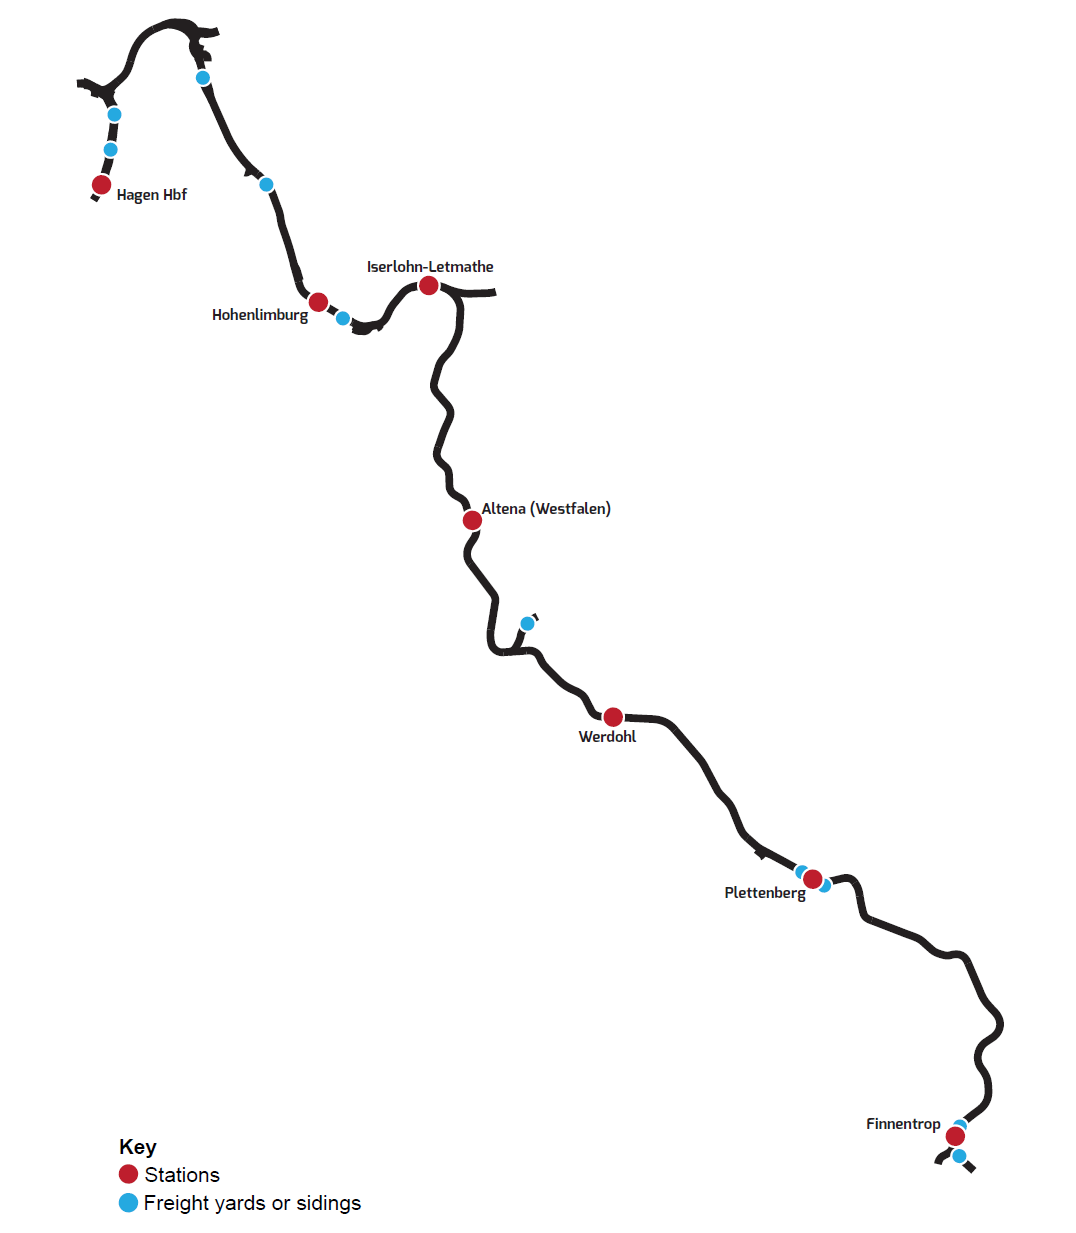 Hagen Hbf
Iserlohn-Letmathe
Hohenlimburg
Altena (Westfalen)
Werdohl
Plettenberg
Finnentrop
Key
Stations
Freight yards or sidings